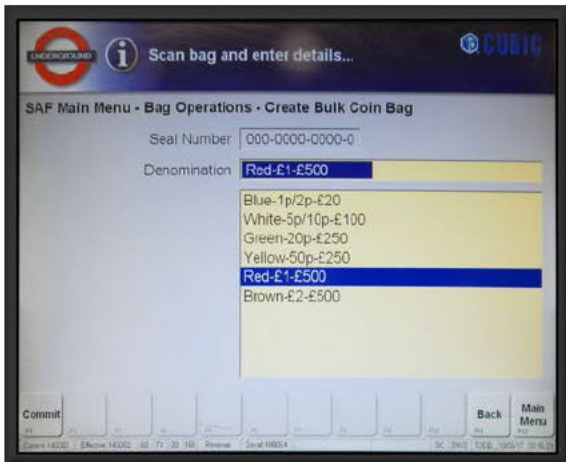 UNDERGROUND
i
Scan bag and enter details...
CUBIC
SAF Main Menu - Bag Operations - Create Bulk Coin Bag
Seal Number 000-0000-0000-0
Denomination Red-£1-£500
Blue-1p/2p-£20
White-5p/10p-£100
Green-20p-£250
Yellow-50p-£250
Red-£1-£500
Brown-£2-£500
Commit
Back
Main
Menu